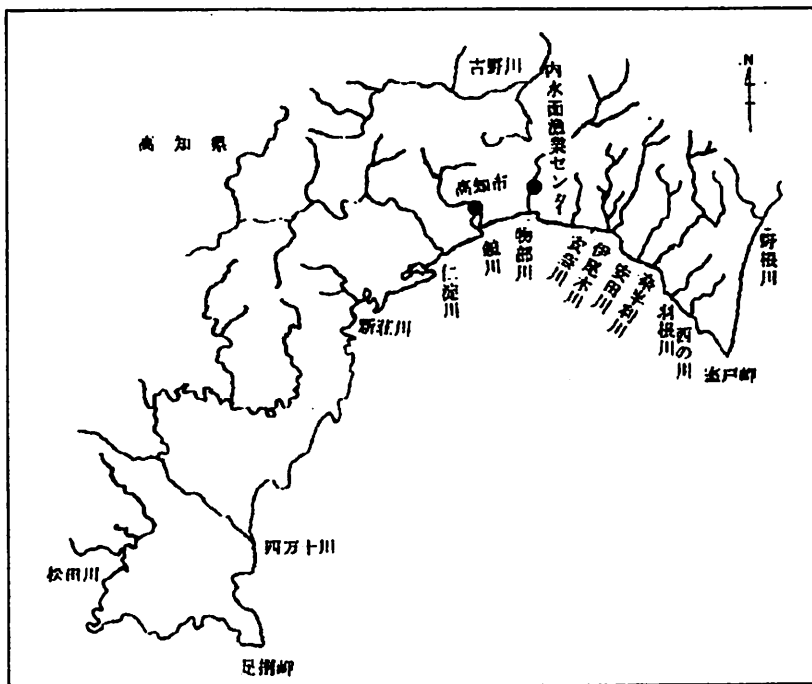 吉野川
内水面漁業センター
N
高知県
高知市
鏡川
物部川
安芸川
伊尾木川
安田川
奈半利川
羽根川
西の川
野根川
室戸岬
仁淀川
新荘川
四万十川
松田川
足摺岬